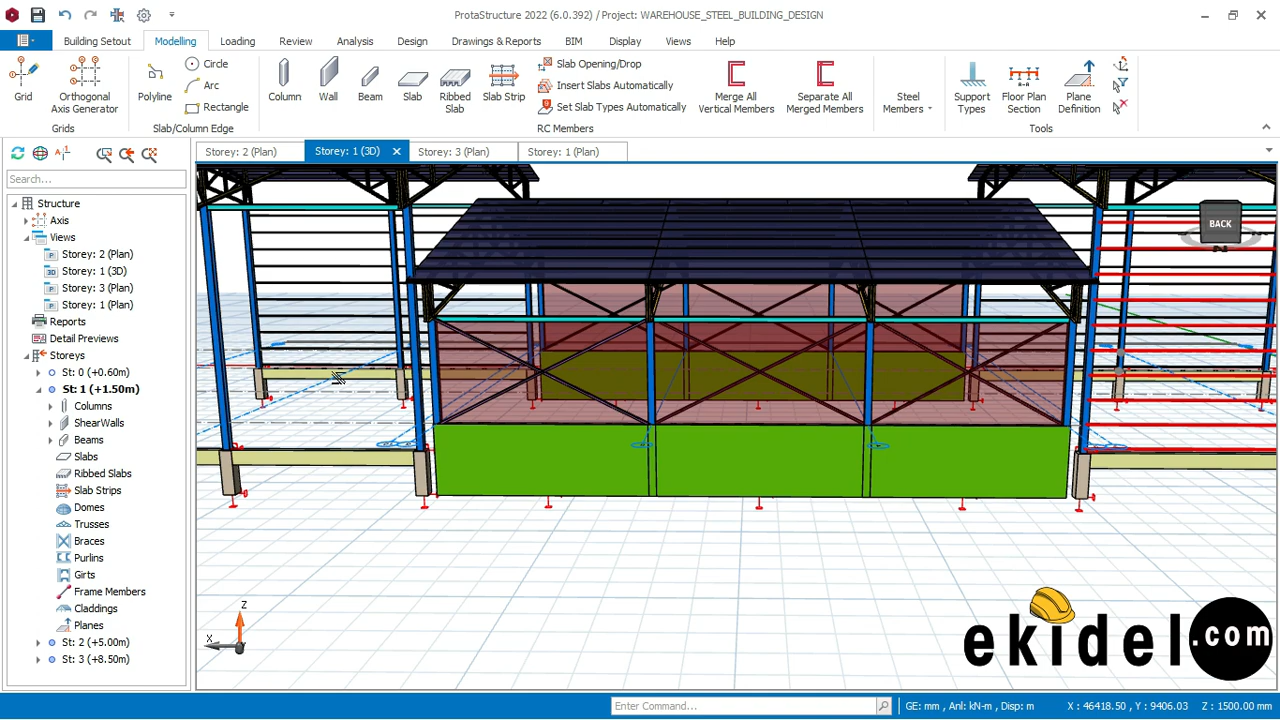 ProtaStructure 2022 (6.0.392) / Project: WAREHOUSE_STEEL_BUILDING_DESIGN
Building Setout Modelling Loading Review Analysis Design Drawings & Reports BIM Display Views Help
Grid
Orthogonal
Axis Generator
Grids
Polyline
Circle
Arc
Rectangle
Slab/Column Edge
Column
Wall
Beam
Slab
Ribbed
Slab
Slab Strip
Slab Opening/Drop
Insert Slabs Automatically
Set Slab Types Automatically
RC Members
Merge All
Vertical Members
Separate All
Merged Members
Steel
Members
Support
Types
Floor Plan
Section
Plane
Definition
Tools
Storey: 2 (Plan)
Storey: 1 (3D)
Storey: 3 (Plan)
Storey: 1 (Plan)
Search...
Structure
Axis
Views
Storey: 2 (Plan)
Storey: 1 (3D)
Storey: 3 (Plan)
Storey: 1 (Plan)
Reports
Detail Previews
Storeys
St: 0 (+0.60m)
St: 1 (+1.50m)
Columns
ShearWalls
Beams
Slabs
Ribbed Slabs
Slab Strips
Domes
Trusses
Braces
Purlins
Girts
Frame Members
Claddings
Planes
St: 2 (+5.00m)
St: 3 (+8.50m)
BACK
Z
X
ekidel.com
Enter Command...
GE: mm , Anl: kN-m , Disp: m
X : 46418.50 , Y : 9406.03
Z : 1500.00 mm